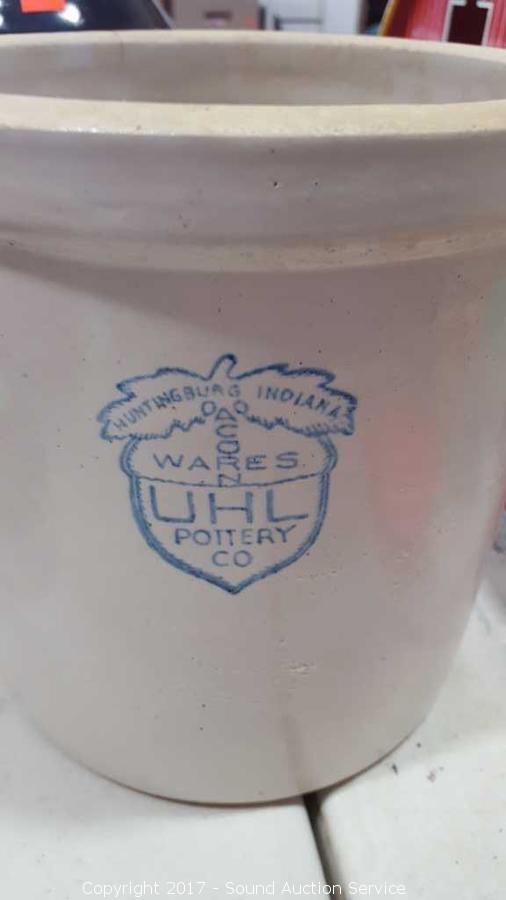 HUNTINGBURG INDIANA
ACORN
WARES
UHL
POTTERY
CO
Copyright 2017 - Sound Auction Service